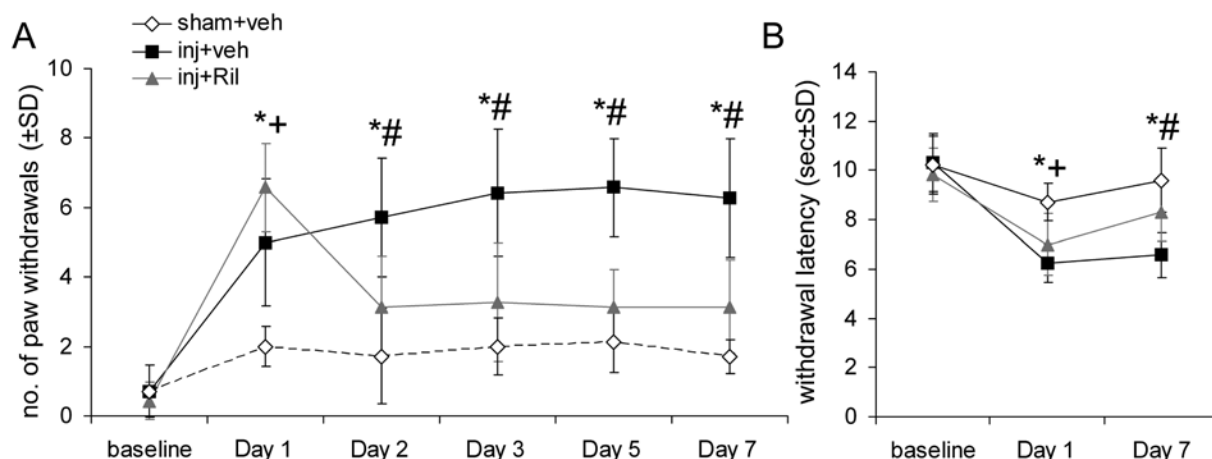 A
sham+veh
inj+veh
inj+Ril
no. of paw withdrawals (±SD)
10
8
6
4
2
0
*+
*#
*#
*#
*#
baseline Day 1 Day 2 Day 3 Day 5 Day 7
B
withdrawal latency (sec±SD)
14
12
10
8
6
4
2
0
*+
*#
baseline Day 1 Day 7